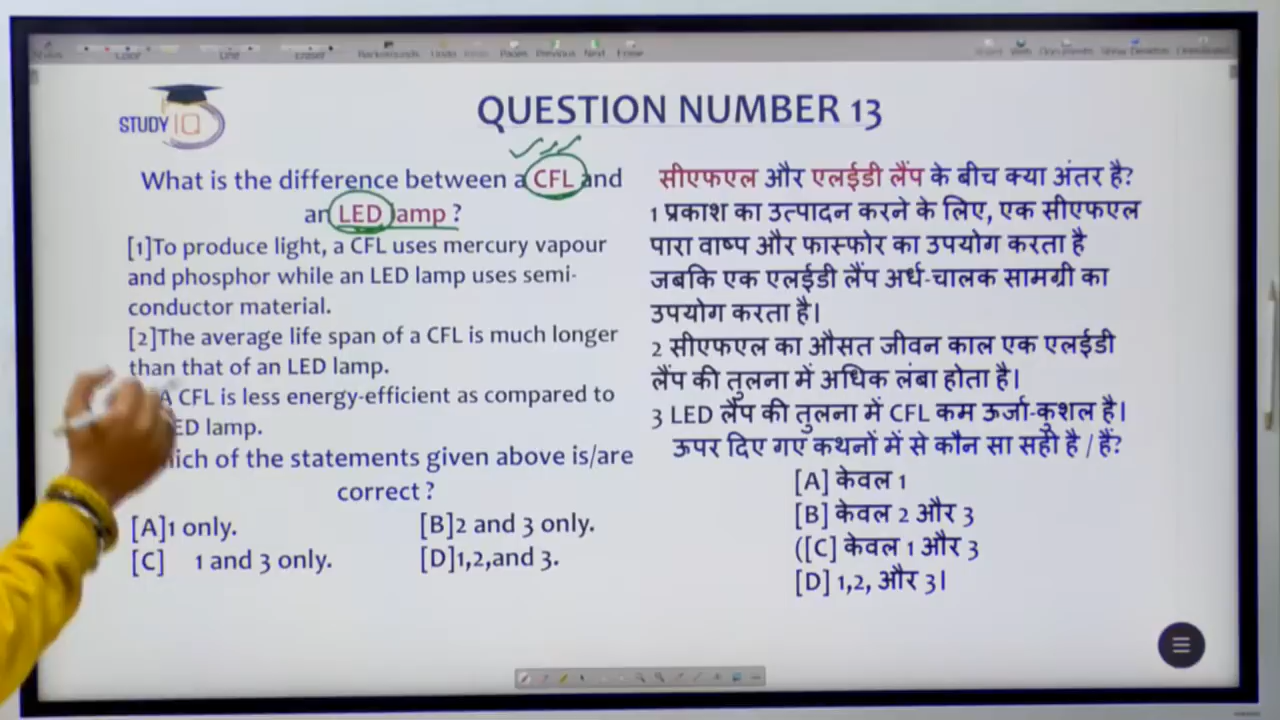 STUDY IQ
QUESTION NUMBER 13
What is the difference between a CFL and
an LED lamp ?
[1]To produce light, a CFL uses mercury vapour
and phosphor while an LED lamp uses semi-
conductor material.
[2]The average life span of a CFL is much longer
than that of an LED lamp.
A CFL is less energy-efficient as compared to
ED lamp.
hich of the statements given above is/are
correct ?
[A]1 only.
[B]2 and 3 only.
[C] 1 and 3 only.
[D]1,2,and 3.
सीएफएल और एलईडी लैंप के बीच क्या अंतर है?
1 प्रकाश का उत्पादन करने के लिए, एक सीएफएल
पारा वाष्प और फास्फोर का उपयोग करता है
जबकि एक एलईडी लैंप अर्ध-चालक सामग्री का
उपयोग करता है।
2 सीएफएल का औसत जीवन काल एक एलईडी
लैंप की तुलना में अधिक लंबा होता है।
3 LED लैंप की तुलना में CFL कम ऊर्जा-कुशल है।
ऊपर दिए गए कथनों में से कौन सा सही है / हैं?
[A] केवल 1
[B] केवल 2 और 3
([C] केवल 1 और 3
[D] 1,2, और 3।